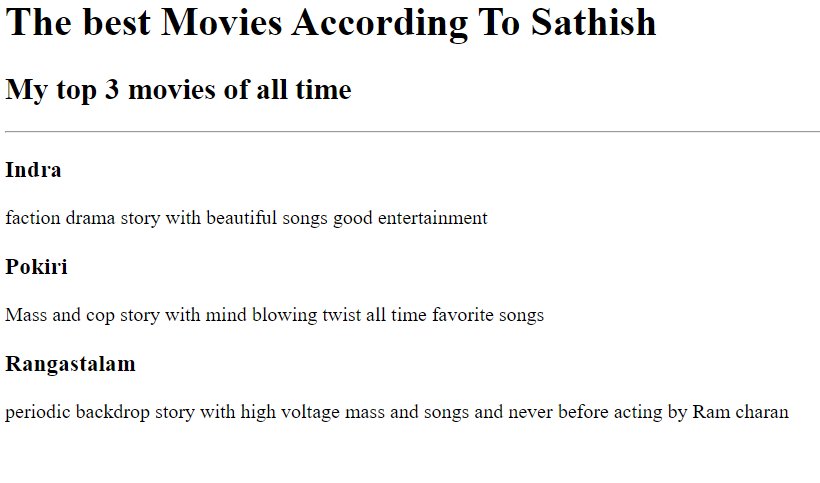 The best Movies According To Sathish
My top 3 movies of all time
Indra
faction drama story with beautiful songs good entertainment
Pokiri
Mass and cop story with mind blowing twist all time favorite songs
Rangastalam
periodic backdrop story with high voltage mass and songs and never before acting by Ram charan